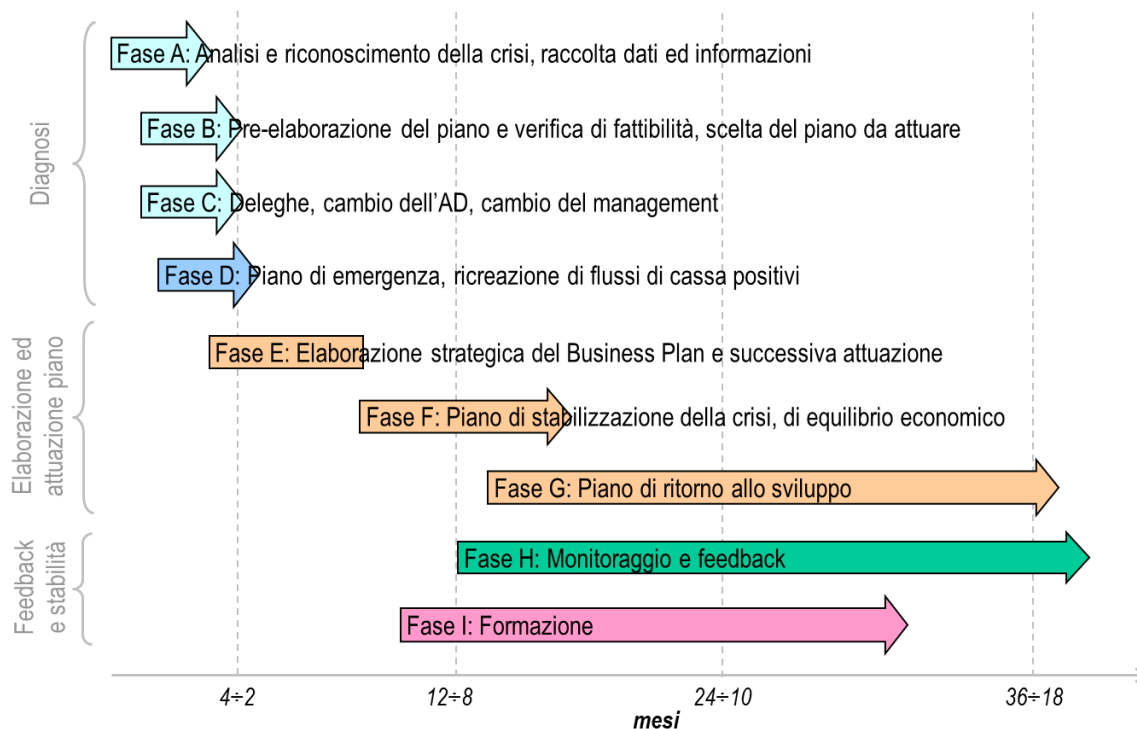 Diagnosi
Fase A: Analisi e riconoscimento della crisi, raccolta dati ed informazioni
Fase B: Pre-elaborazione del piano e verifica di fattibilità, scelta del piano da attuare
Fase C: Deleghe, cambio dell'AD, cambio del management
Fase D: Piano di emergenza, ricreazione di flussi di cassa positivi
Elaborazione ed
attuazione piano
Fase E: Elaborazione strategica del Business Plan e successiva attuazione
Fase F: Piano di stabilizzazione della crisi, di equilibrio economico
Fase G: Piano di ritorno allo sviluppo
Feedback
e stabilità
Fase H: Monitoraggio e feedback
Fase I: Formazione
4÷2
12÷8
24÷10
36÷18
mesi